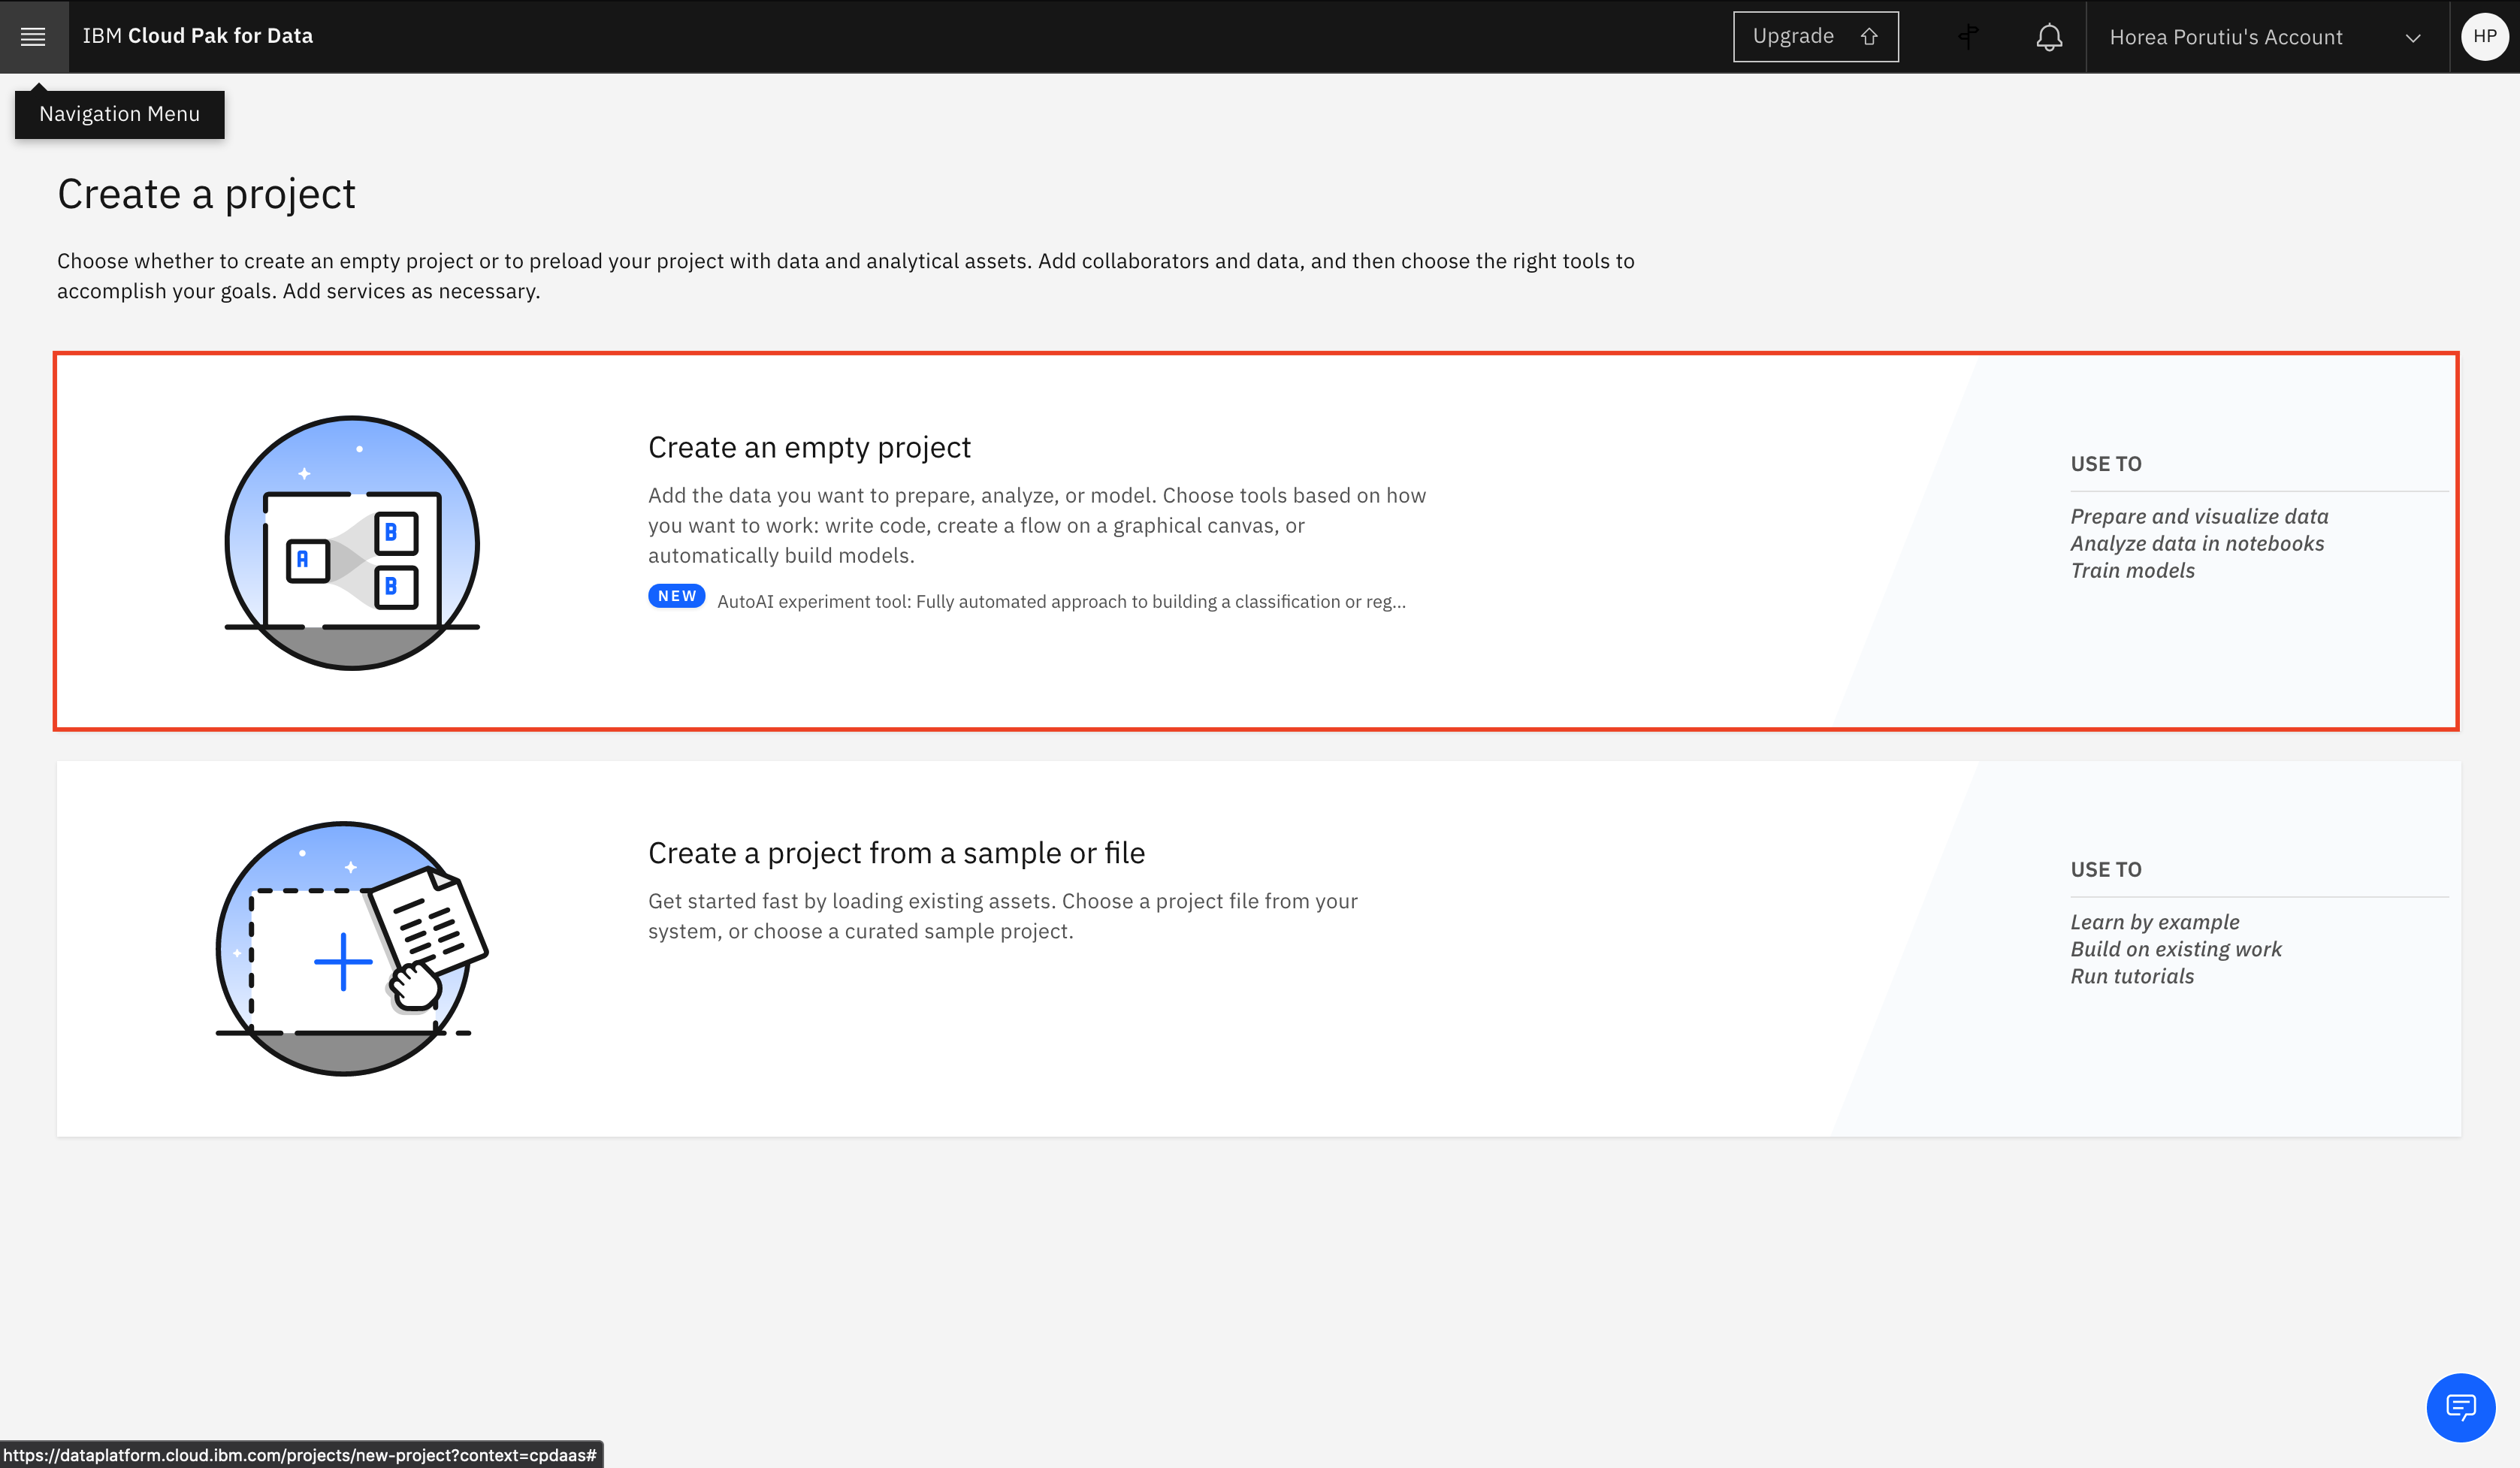 IBM Cloud Pak for Data
Upgrade
Horea Porutiu's Account
HP
Navigation Menu
Create a project
Choose whether to create an empty project or to preload your project with data and analytical assets. Add collaborators and data, and then choose the right tools to
accomplish your goals. Add services as necessary.
A
B
B
Create an empty project
Add the data you want to prepare, analyze, or model. Choose tools based on how
you want to work: write code, create a flow on a graphical canvas, or
automatically build models.
NEW AutoAI experiment tool: Fully automated approach to building a classification or reg...
USE TO
Prepare and visualize data
Analyze data in notebooks
Train models
Create a project from a sample or file
Get started fast by loading existing assets. Choose a project file from your
system, or choose a curated sample project.
USE TO
Learn by example
Build on existing work
Run tutorials
https://dataplatform.cloud.ibm.com/projects/new-project?context=cpdaas#